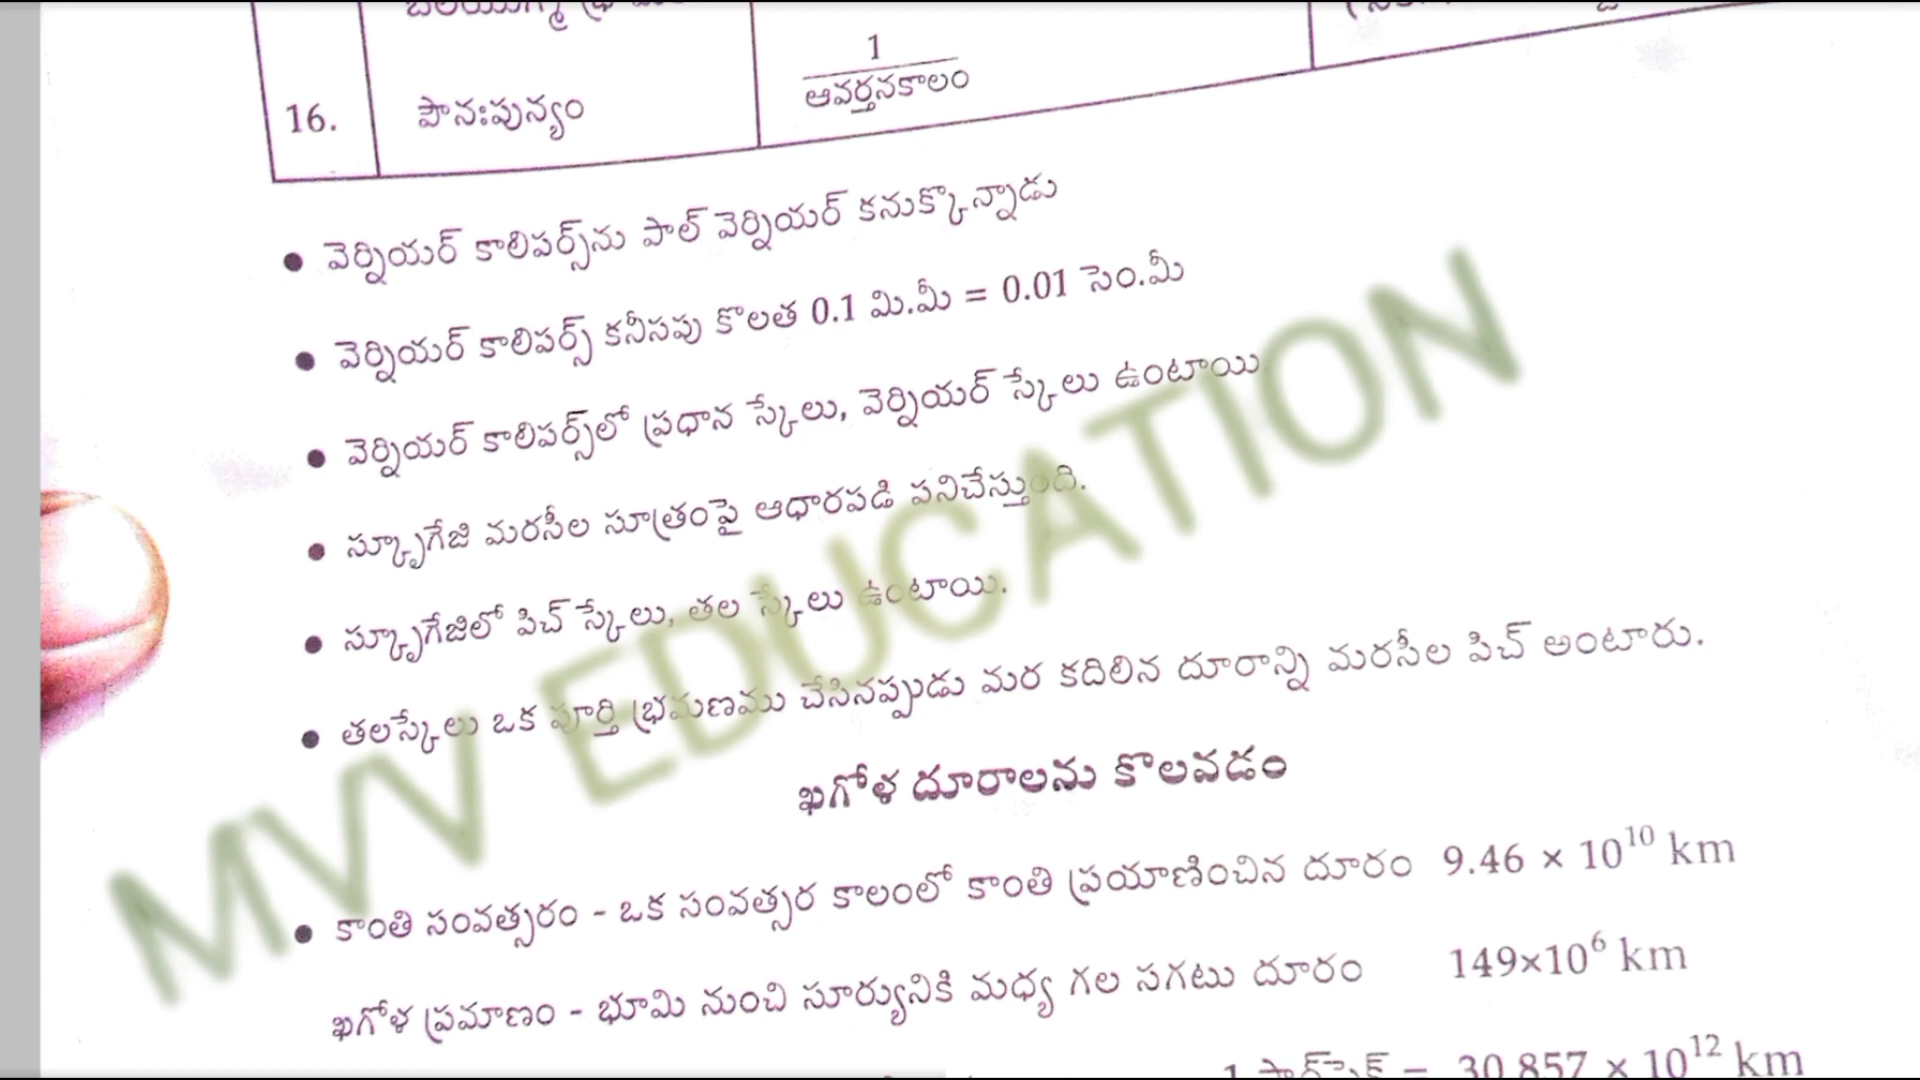 1
16. పౌనఃపున్యం ఆవర్తనకాలం
• వెర్నియర్ కాలిపర్స్‌ను పాల్ వెర్నియర్ కనుక్కొన్నాడు
• వెర్నియర్ కాలిపర్స్ కనీసపు కొలత 0.1 మి.మీ = 0.01 సెం.మీ
• వెర్నియర్ కాలిపర్స్‌లో ప్రధాన స్కేలు, వెర్నియర్ స్కేలు ఉంటాయి
• స్క్రూగేజి మరసీల సూత్రంపై ఆధారపడి పనిచేస్తుంది.
• స్క్రూగేజిలో పిచ్ స్కేలు, తల స్కేలు ఉంటాయి.
• తలస్కేలు ఒక పూర్తి భ్రమణము చేసినప్పుడు మర కదిలిన దూరాన్ని మరసీల పిచ్ అంటారు.
ఖగోళ దూరాలను కొలవడం
• కాంతి సంవత్సరం - ఒక సంవత్సర కాలంలో కాంతి ప్రయాణించిన దూరం 9.46 × 10¹⁰ km
ఖగోళ ప్రమాణం - భూమి నుంచి సూర్యునికి మధ్య గల సగటు దూరం 149×10⁶ km
1 పార్‌సెక్ = 30.857 × 10¹² km
MVV EDUCATION